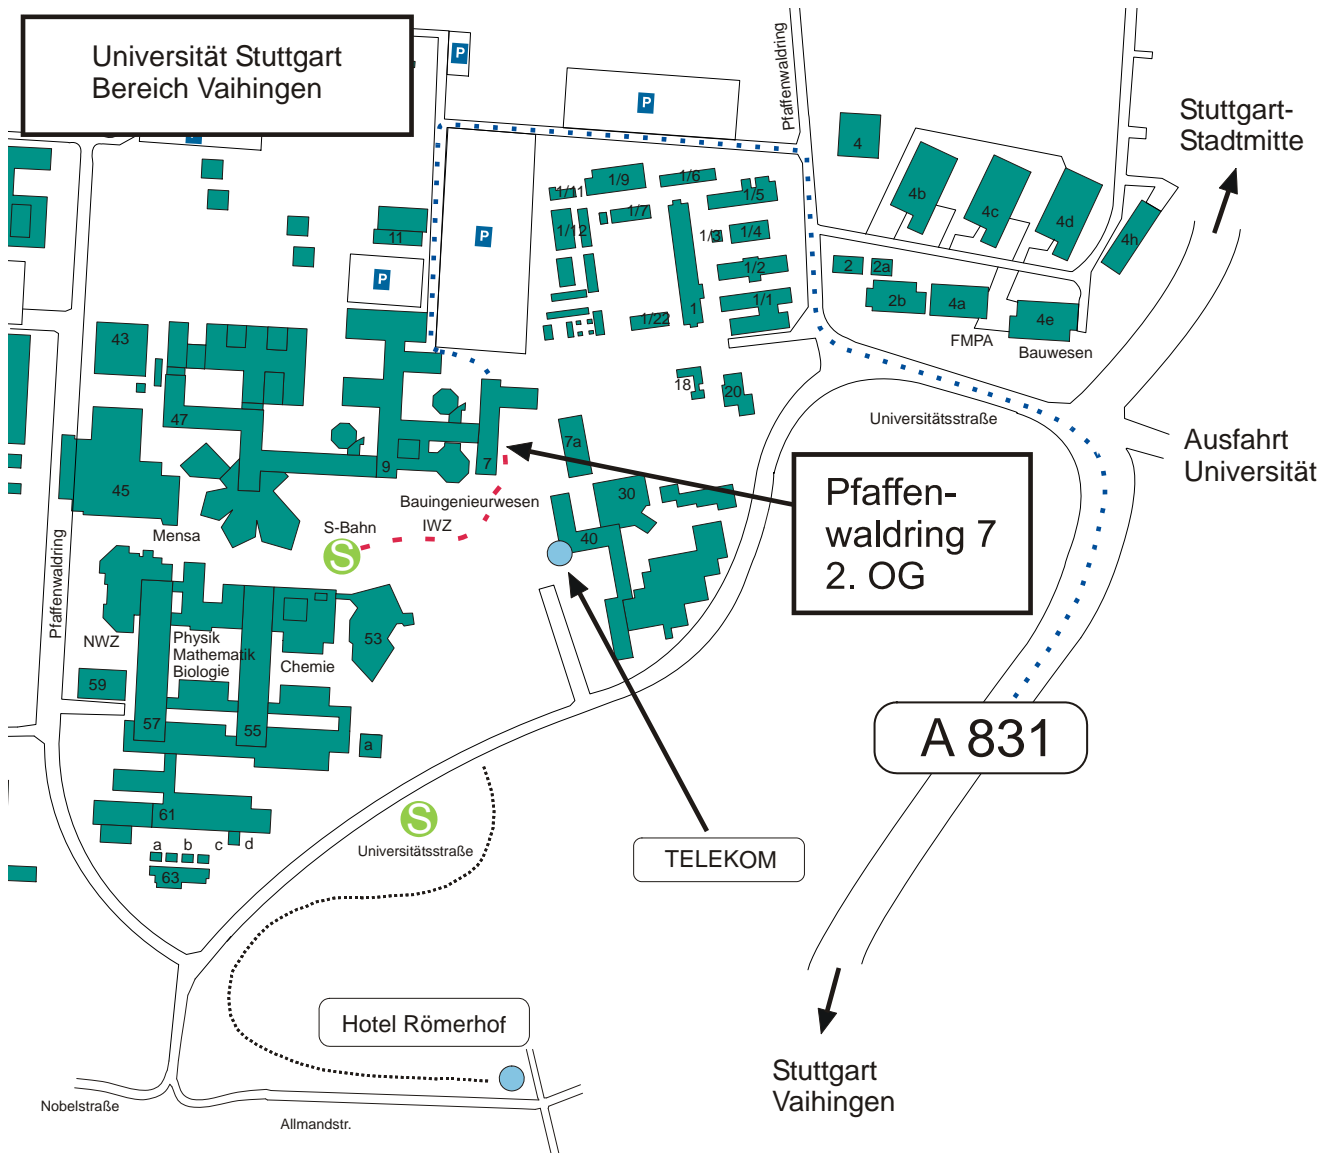 Universität Stuttgart
Bereich Vaihingen
P
P
P
P
P
Pfaffenwaldring
Stuttgart-
Stadtmitte
4
4b
4c
4d
4h
1/11
1/9
1/6
1/5
1/12
1/7
1/3
1/4
1/2
1/1
1/22
1
11
2
2a
2b
4a
4e
FMPA
Bauwesen
43
47
18
20
Universitätsstraße
Ausfahrt
Universität
9
7
7a
45
30
40
Bauingenieurwesen
IWZ
S-Bahn
S
Mensa
Pfaffen-
waldring 7
2. OG
Pfaffenwaldring
NWZ
Physik
Mathematik
Biologie
Chemie
53
59
57
55
a
A 831
61
a
b
c
d
63
S
Universitätsstraße
TELEKOM
Hotel Römerhof
Stuttgart
Vaihingen
Nobelstraße
Allmandstr.